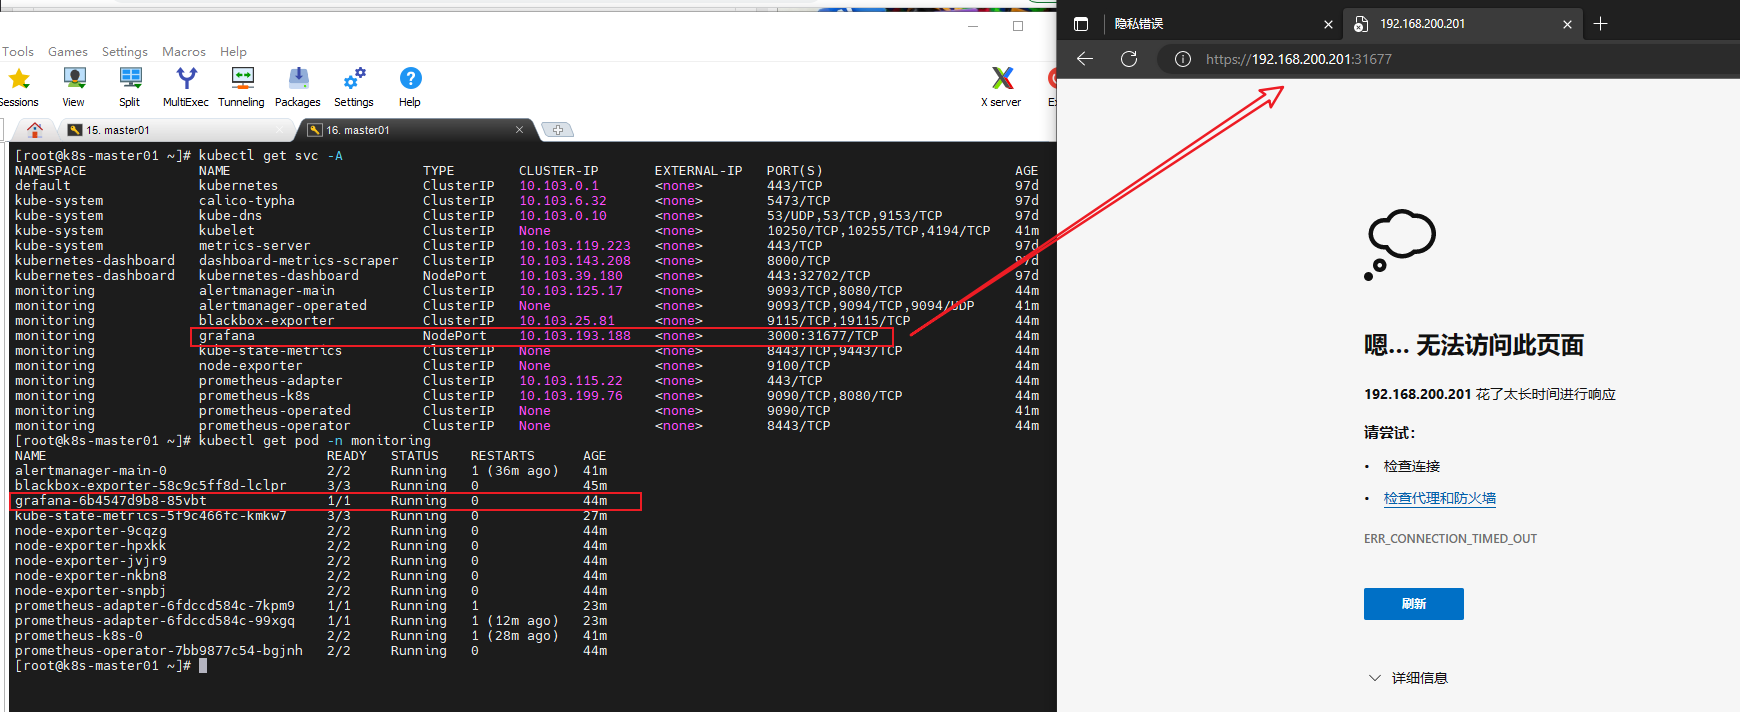 Tools Games Settings Macros Help
Sessions View Split MultiExec Tunneling Packages Settings Help X server
15. master01 16. master01
[root@k8s-master01 ~]# kubectl get svc -A
NAMESPACE NAME TYPE CLUSTER-IP EXTERNAL-IP PORT(S) AGE
default kubernetes ClusterIP 10.103.0.1 <none> 443/TCP 97d
kube-system calico-typha ClusterIP 10.103.6.32 <none> 5473/TCP 97d
kube-system kube-dns ClusterIP 10.103.0.10 <none> 53/UDP,53/TCP,9153/TCP 97d
kube-system kubelet ClusterIP None <none> 10250/TCP,10255/TCP,4194/TCP 41m
kube-system metrics-server ClusterIP 10.103.119.223 <none> 443/TCP 97d
kubernetes-dashboard dashboard-metrics-scraper ClusterIP 10.103.143.208 <none> 8000/TCP 97d
kubernetes-dashboard kubernetes-dashboard NodePort 10.103.39.180 <none> 443:32702/TCP 97d
monitoring alertmanager-main ClusterIP 10.103.125.17 <none> 9093/TCP,8080/TCP 44m
monitoring alertmanager-operated ClusterIP None <none> 9093/TCP,9094/TCP,9094/UDP 41m
monitoring blackbox-exporter ClusterIP 10.103.25.81 <none> 9115/TCP,19115/TCP 44m
monitoring grafana NodePort 10.103.193.188 <none> 3000:31677/TCP 44m
monitoring kube-state-metrics ClusterIP None <none> 8443/TCP,9443/TCP 44m
monitoring node-exporter ClusterIP None <none> 9100/TCP 44m
monitoring prometheus-adapter ClusterIP 10.103.115.22 <none> 443/TCP 44m
monitoring prometheus-k8s ClusterIP 10.103.199.76 <none> 9090/TCP,8080/TCP 44m
monitoring prometheus-operated ClusterIP None <none> 9090/TCP 41m
monitoring prometheus-operator ClusterIP None <none> 8443/TCP 44m
[root@k8s-master01 ~]# kubectl get pod -n monitoring
NAME READY STATUS RESTARTS AGE
alertmanager-main-0 2/2 Running 1 (36m ago) 41m
blackbox-exporter-58c9c5ff8d-lclpr 3/3 Running 0 45m
grafana-6b4547d9b8-85vbt 1/1 Running 0 44m
kube-state-metrics-5f9c466fc-kmkw7 3/3 Running 0 27m
node-exporter-9cqzg 2/2 Running 0 44m
node-exporter-hpxkk 2/2 Running 0 44m
node-exporter-jvjr9 2/2 Running 0 44m
node-exporter-nkbn8 2/2 Running 0 44m
node-exporter-snpbj 2/2 Running 0 44m
prometheus-adapter-6fdccd584c-7kpm9 1/1 Running 1 23m
prometheus-adapter-6fdccd584c-99xgq 1/1 Running 1 (12m ago) 23m
prometheus-k8s-0 2/2 Running 1 (28m ago) 41m
prometheus-operator-7bb9877c54-bgjnh 2/2 Running 0 44m
[root@k8s-master01 ~]#
隐私错误 192.168.200.201
https://192.168.200.201:31677
嗯... 无法访问此页面
192.168.200.201 花了太长时间进行响应
请尝试:
• 检查连接
• 检查代理和防火墙
ERR_CONNECTION_TIMED_OUT
刷新
详细信息